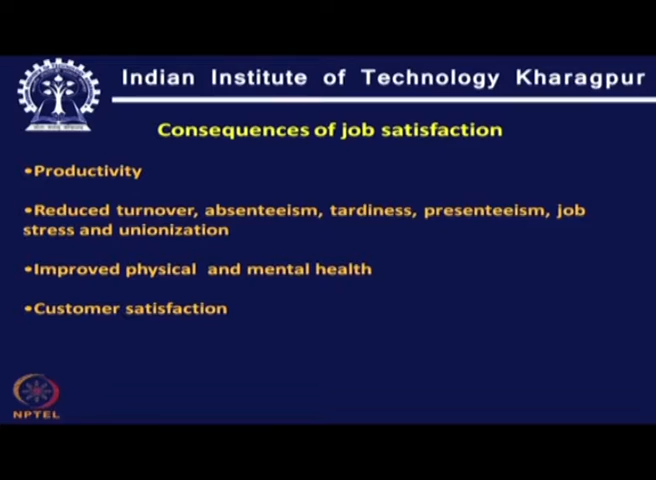 Indian Institute of Technology Kharagpur
Consequences of job satisfaction
•Productivity
•Reduced turnover, absenteeism, tardiness, presenteeism, job
stress and unionization
•Improved physical and mental health
•Customer satisfaction
NPTEL